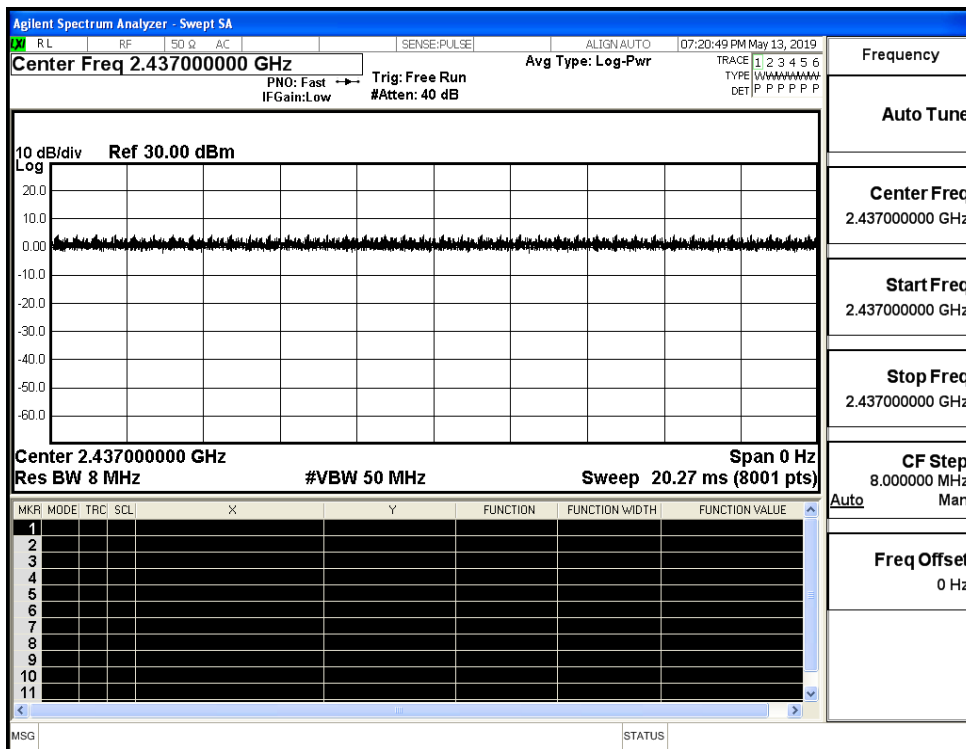 Agilent Spectrum Analyzer - Swept SA
LXI RL RF 50 Ω AC SENSE:PULSE ALIGN AUTO 07:20:49 PM May 13, 2019
Center Freq 2.437000000 GHz
PNO: Fast
IFGain:Low
Trig: Free Run
#Atten: 40 dB
Avg Type: Log-Pwr
TRACE 1 2 3 4 5 6
TYPE WWWWWW
DET P P P P P P
10 dB/div Ref 30.00 dBm
Log
20.0
10.0
0.00
-10.0
-20.0
-30.0
-40.0
-50.0
-60.0
Center 2.437000000 GHz Span 0 Hz
Res BW 8 MHz #VBW 50 MHz Sweep 20.27 ms (8001 pts)
MKR MODE TRC SCL X Y FUNCTION FUNCTION WIDTH FUNCTION VALUE
1
2
3
4
5
6
7
8
9
10
11
MSG STATUS
Frequency
Auto Tune
Center Freq
2.437000000 GHz
Start Freq
2.437000000 GHz
Stop Freq
2.437000000 GHz
CF Step
8.000000 MHz
Auto Man
Freq Offset
0 Hz